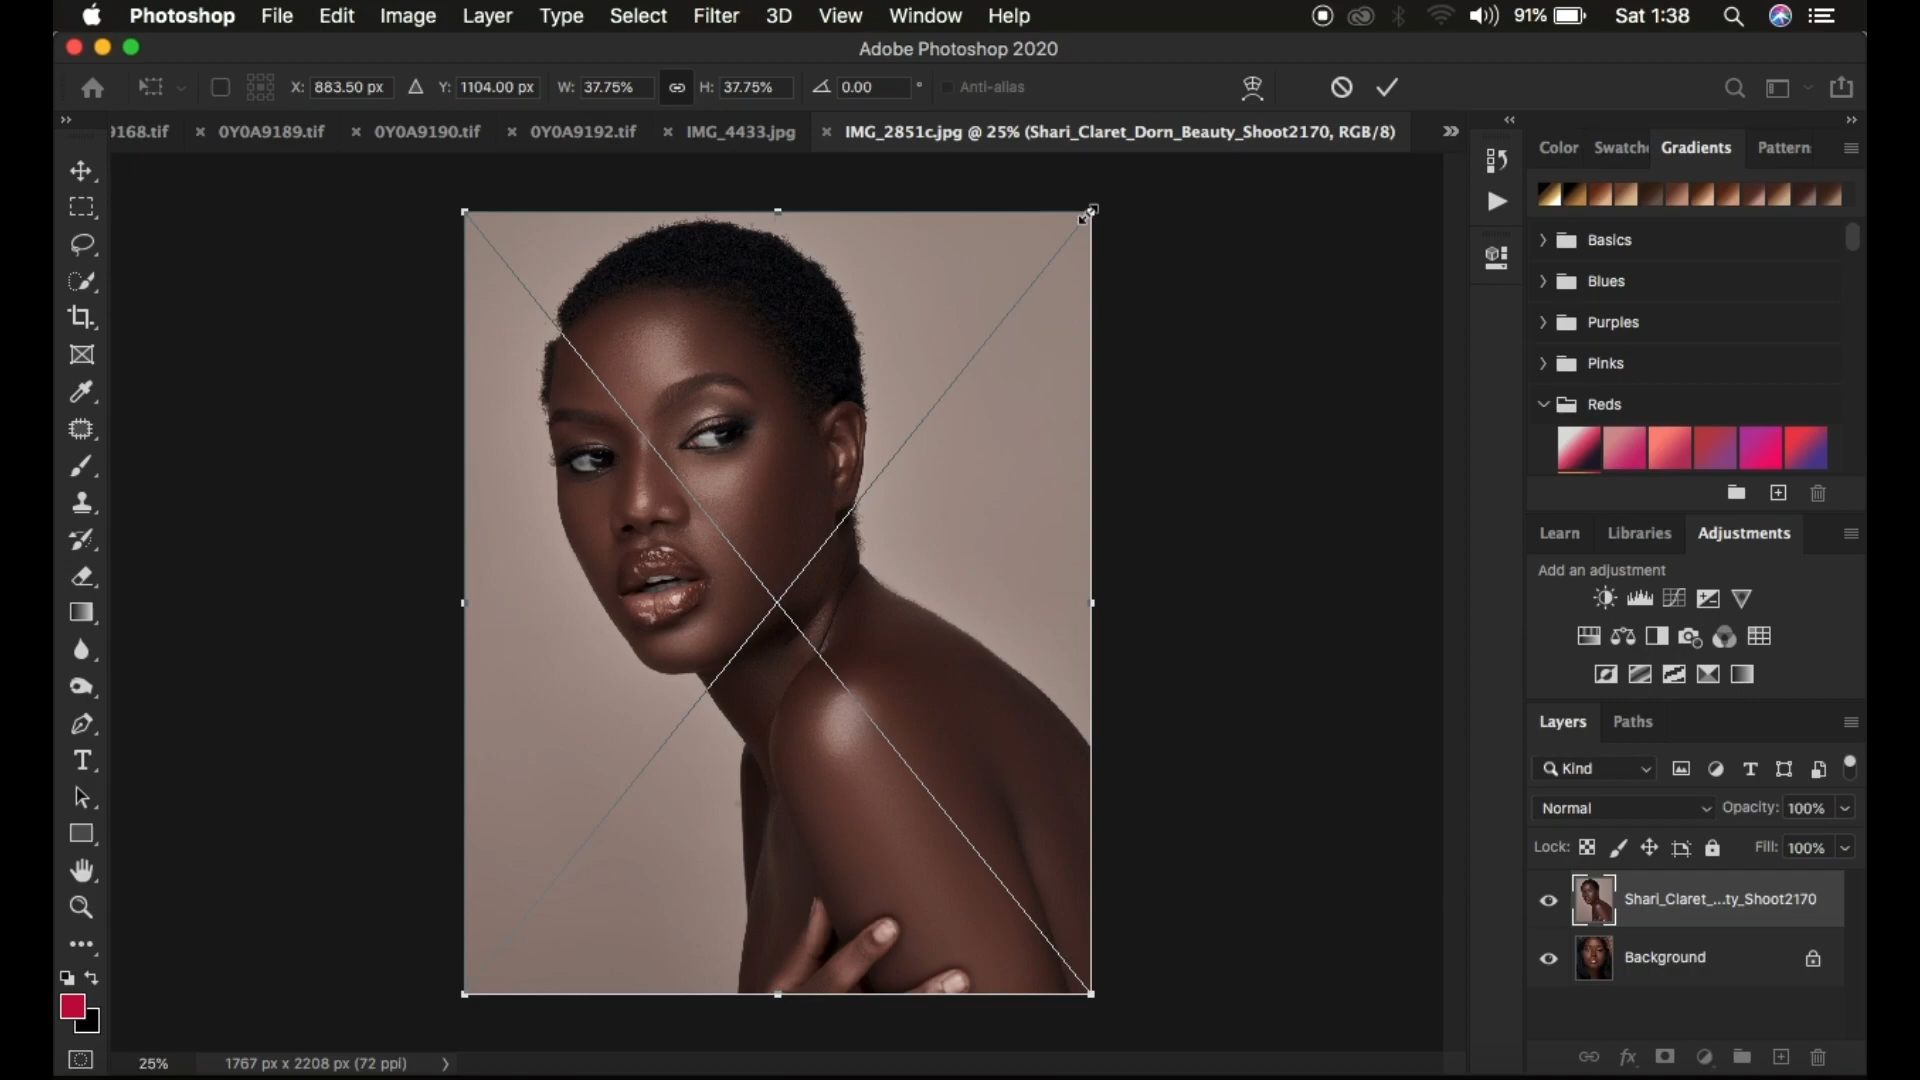 Photoshop File Edit Image Layer Type Select Filter 3D View Window Help 91% Sat 1:38
Adobe Photoshop 2020
X: 883.50 px Y: 1104.00 px W: 37.75% H: 37.75% 0.00 ° Anti-alias
9168.tif × 0Y0A9189.tif × 0Y0A9190.tif × 0Y0A9192.tif × IMG_4433.jpg × IMG_2851c.jpg @ 25% (Shari_Claret_Dorn_Beauty_Shoot2170, RGB/8) »
Color Swatche Gradients Pattern
Basics
Blues
Purples
Pinks
Reds
Learn Libraries Adjustments
Add an adjustment
Layers Paths
Kind
Normal Opacity: 100%
Lock: Fill: 100%
Shari_Claret_...ty_Shoot2170
Background
fx
25% 1767 px x 2208 px (72 ppi)